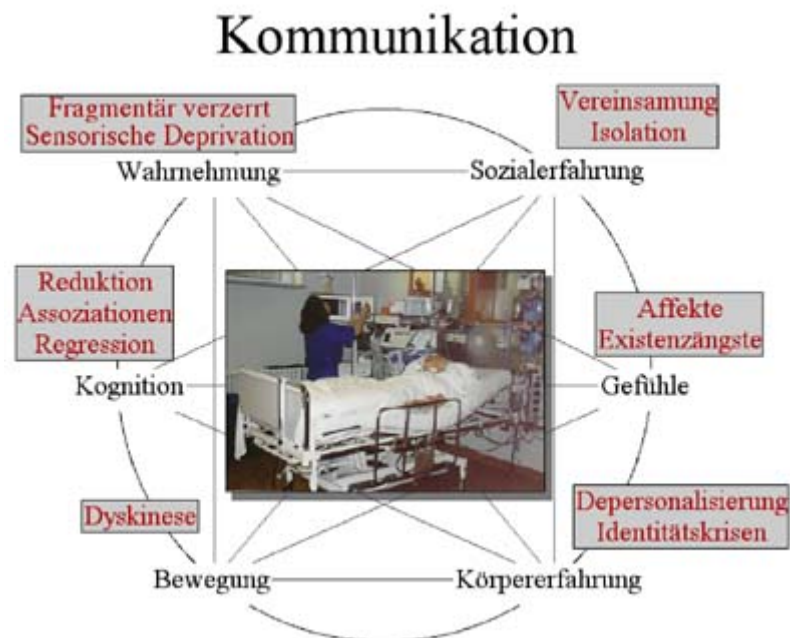 Kommunikation
Fragmentär verzerrt
Sensorische Deprivation
Wahrnehmung
Vereinsamung
Isolation
Sozialerfahrung
Reduktion
Assoziationen
Regression
Kognition
Affekte
Existenzängste
Gefühle
Dyskinese
Bewegung
Depersonalisierung
Identitätskrisen
Körpererfahrung